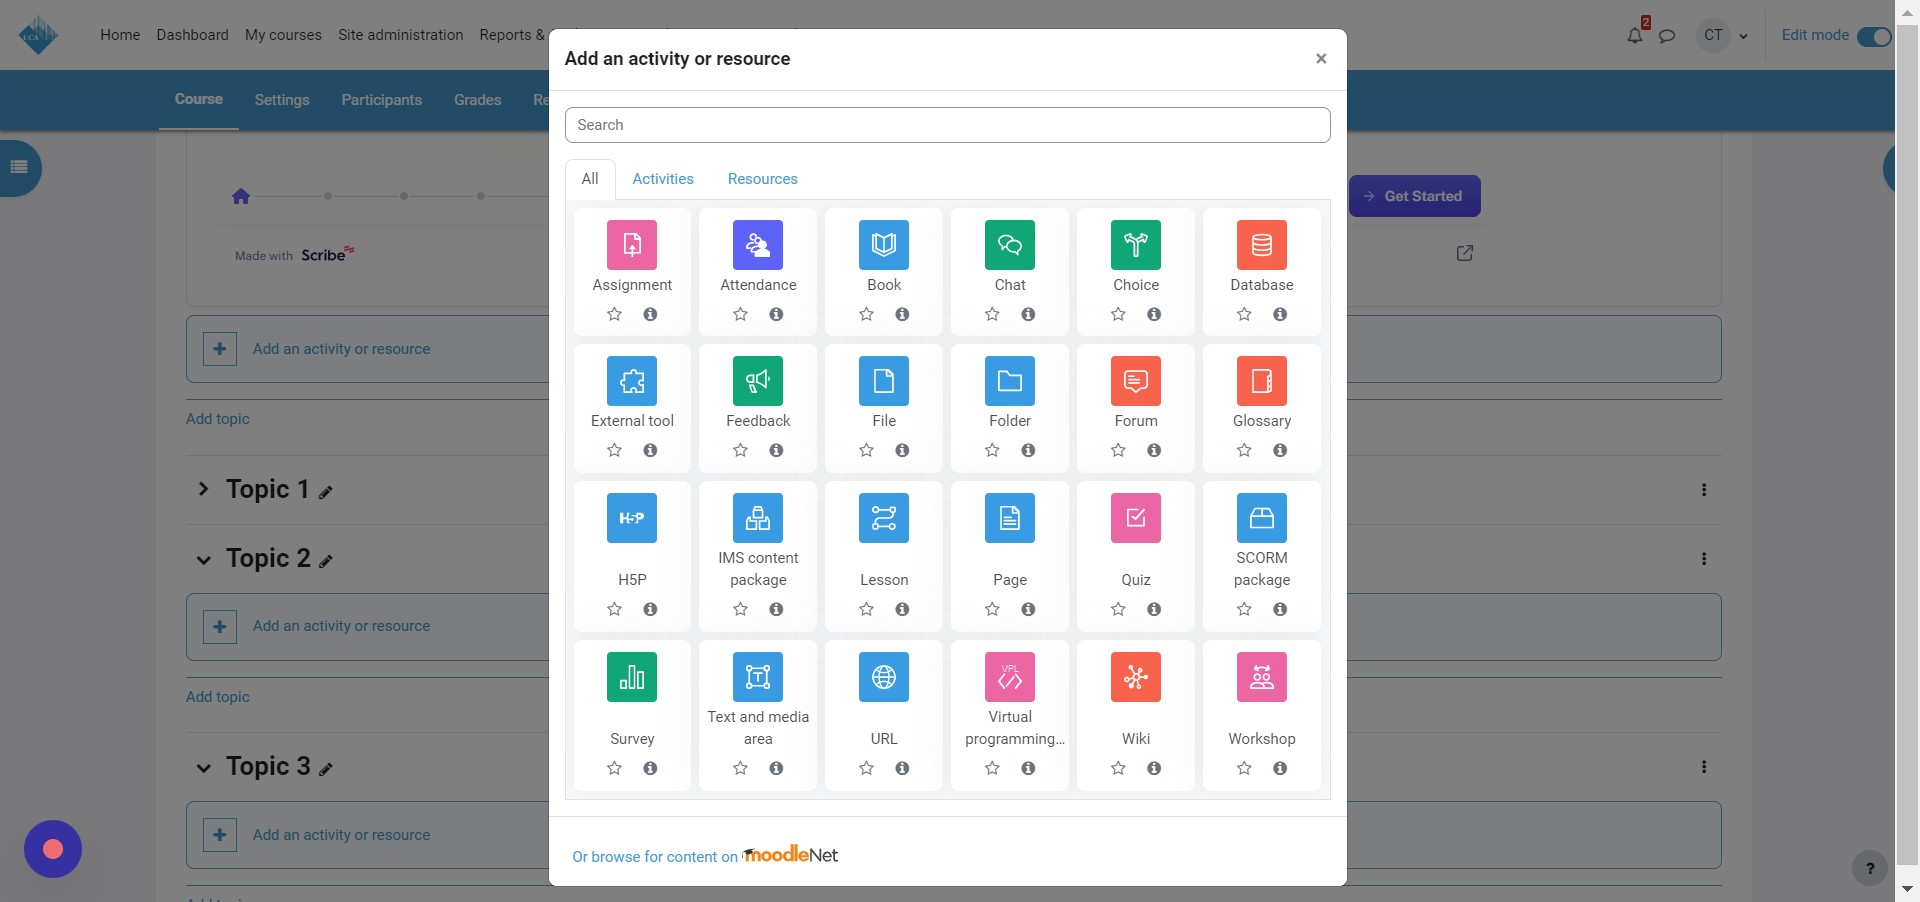 UCA
Home Dashboard My courses Site administration Reports &
2
CT
Edit mode
Course Settings Participants Grades Re
Add an activity or resource
×
Search
All Activities Resources
Get Started
Made with Scribe
Assignment Attendance Book Chat Choice Database
Add an activity or resource
External tool Feedback File Folder Forum Glossary
Add topic
Topic 1
H-P
IMS content SCORM
H5P package Lesson Page Quiz package
Topic 2
Add an activity or resource
Add topic
VPL
Text and media Virtual
Survey area URL programming... Wiki Workshop
Topic 3
Add an activity or resource
Or browse for content on moodleNet
?